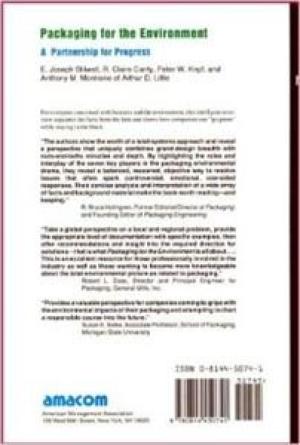 Packaging for the Environment
A Partnership for Progress
E. Joseph Stilwell, R. Claire Canty, Peter W. Kopf, and
Anthony M. Montrone of Arthur D. Little
"The authors show the worth of a total-systems approach and reveal
a perspective that uniquely combines grand-design breadth with
nuts-and-bolts minutiae and depth. By highlighting the roles and
interplay of the seven key players in the packaging/environmental
drama, they reveal a balanced, reasoned, objective way to resolve
issues that often spark controversial, emotional, one-sided
responses. Their concise analysis and interpretation of a wide array
of facts and background material make the book worth reading—and
keeping."
R. Bruce Holmgren, Former Editorial Director of Packaging
and Founding Editor of Packaging Engineering
"Take a global perspective on a local and regional problem, provide
the appropriate level of documentation with specific examples, then
offer recommendations and insight into the required direction for
solutions—that is what Packaging for the Environment is all about. . . .
This is an excellent resource for those professionally involved in the
industry as well as those wanting to become more knowledgeable
about the total environmental picture as related to packaging."
Robert L. , Director and Principal Engineer for
Packaging, General Mills, Inc.
"Provides a valuable perspective for companies coming to grips with
the environmental impacts of their packaging and attempting to chart
a responsible course into the future."
Susan E. Selke, Associate Professor, School of Packaging,
Michigan State University
ISBN 0-8144-5074-1
amacom
American Management Association
135 West 50th Street, New York, NY 10020